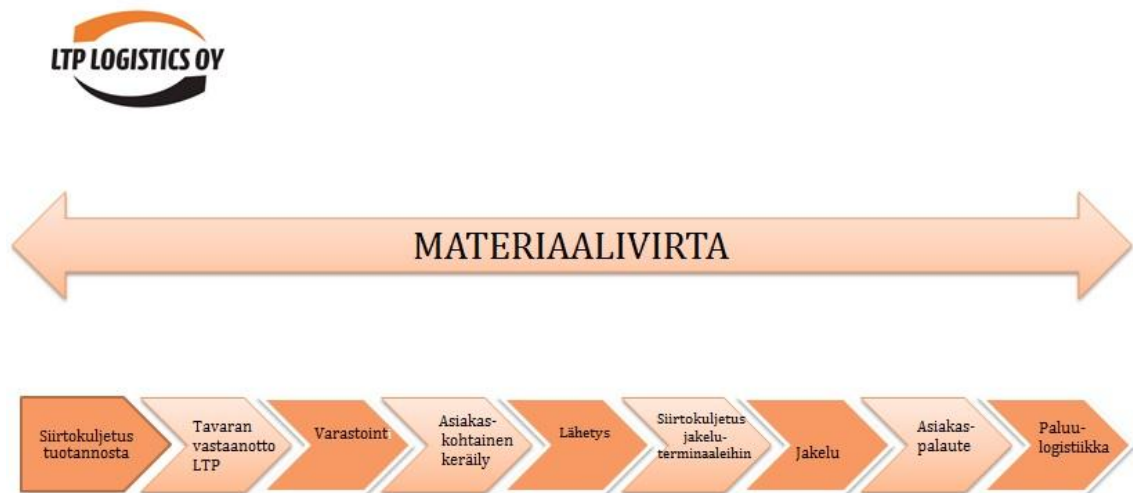 LTP LOGISTICS OY
MATERIAALIVIRTA
Siirtokuljetus
tuotannosta
Tavaran
vastaanotto
LTP
Varastointi
Asiakas-
kohtainen
keräily
Lähetys
Siirtokuljetus
jakelu-
terminaaleihin
Jakelu
Asiakas-
palaute
Paluu-
logistiikka